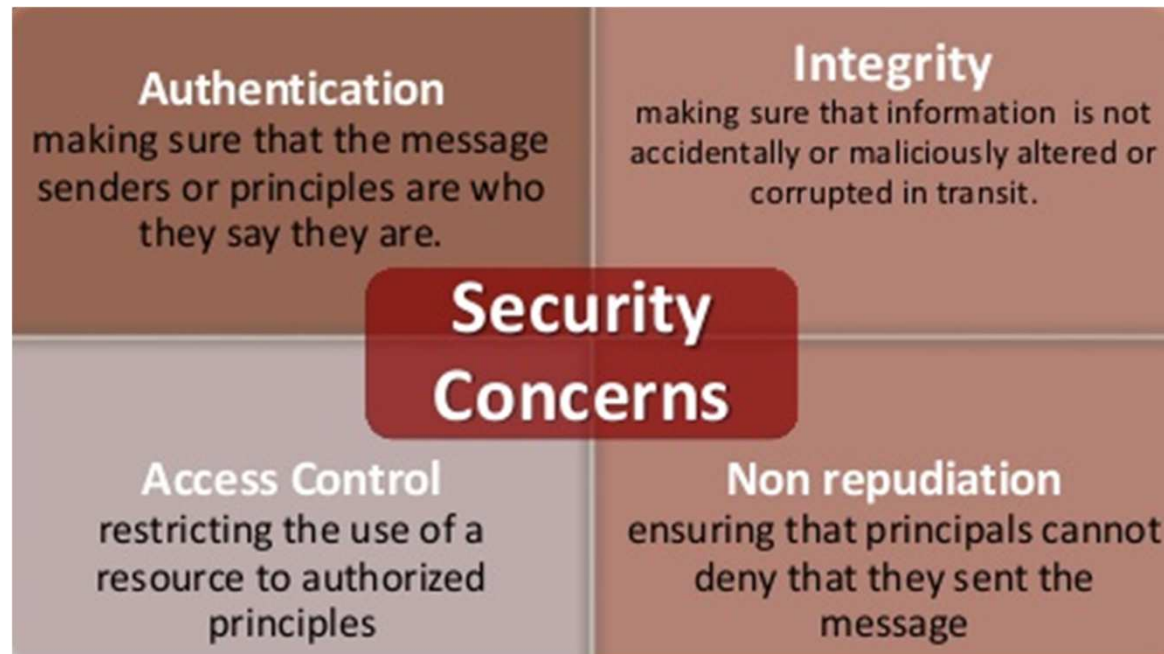 Authentication
making sure that the message
senders or principles are who
they say they are.
Integrity
making sure that information is not
accidentally or maliciously altered or
corrupted in transit.
Security
Concerns
Access Control
restricting the use of a
resource to authorized
principles
Non repudiation
ensuring that principals cannot
deny that they sent the
message